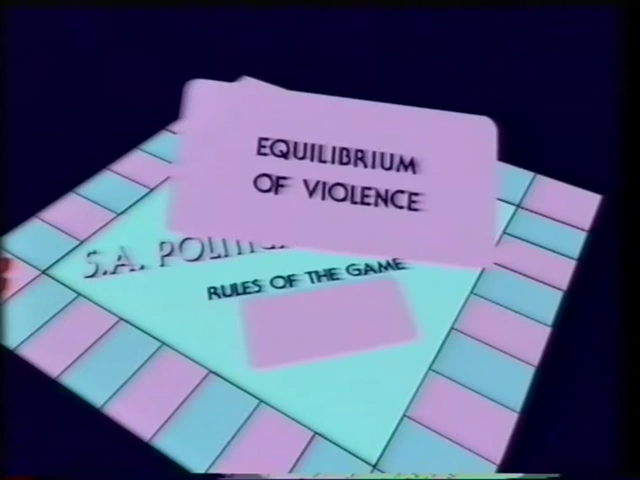 EQUILIBRIUM
OF VIOLENCE
S.A.
RULES OF THE GAME